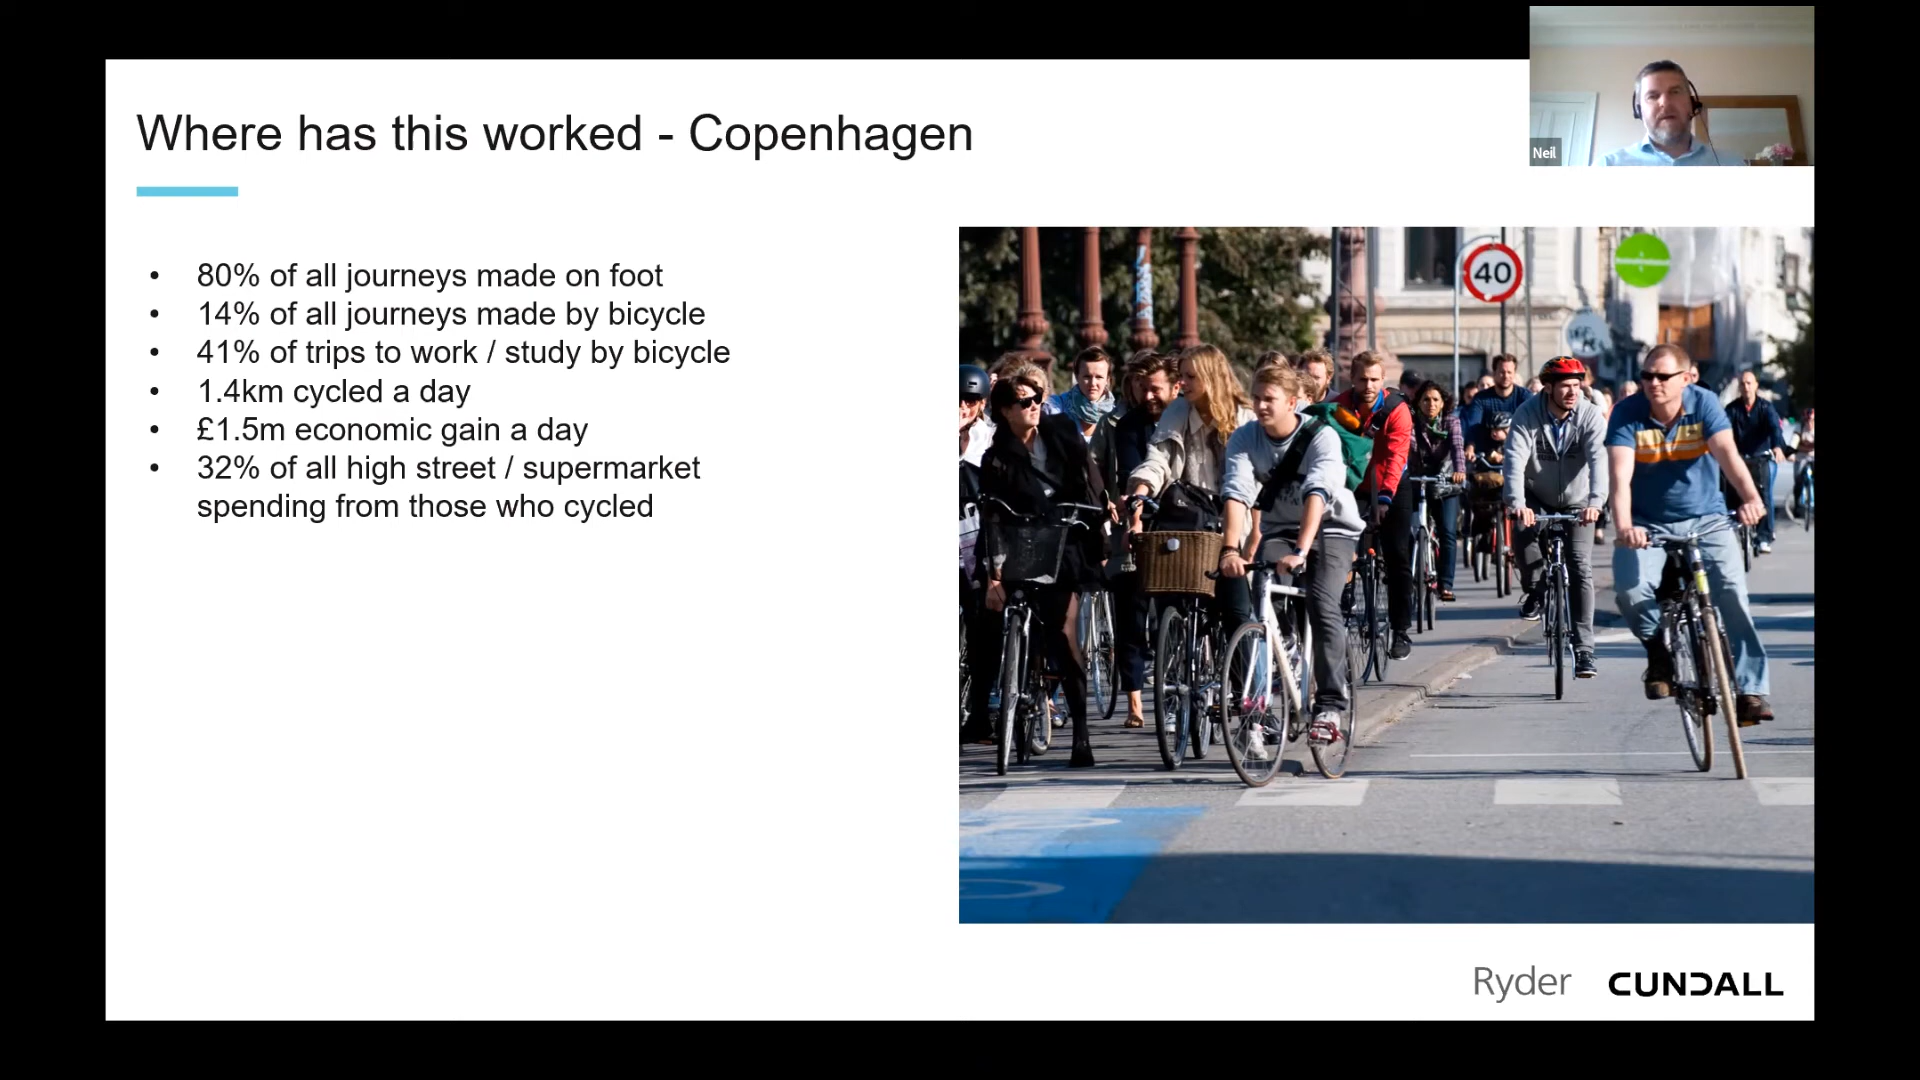 Neil
Where has this worked - Copenhagen
• 80% of all journeys made on foot
• 14% of all journeys made by bicycle
• 41% of trips to work / study by bicycle
• 1.4km cycled a day
• £1.5m economic gain a day
• 32% of all high street / supermarket
spending from those who cycled
40
Ryder CUNDALL